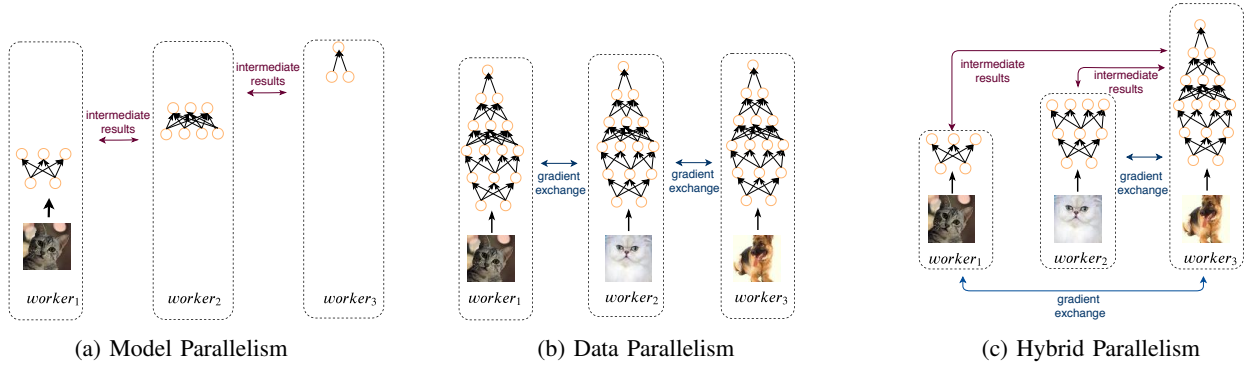 intermediate
results
intermediate
results
worker1
worker2
worker3
(a) Model Parallelism
gradient
exchange
gradient
exchange
worker1
worker2
worker3
(b) Data Parallelism
intermediate
results
intermediate
results
gradient
exchange
worker1
worker2
worker3
gradient
exchange
(c) Hybrid Parallelism